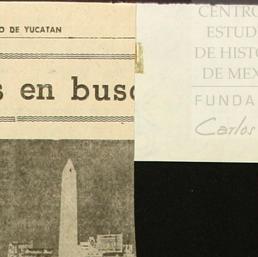 O DE YUCATAN
s en busc
CENTRO
ESTUD
DE HISTO
DE MEX
FUNDA
Carlos